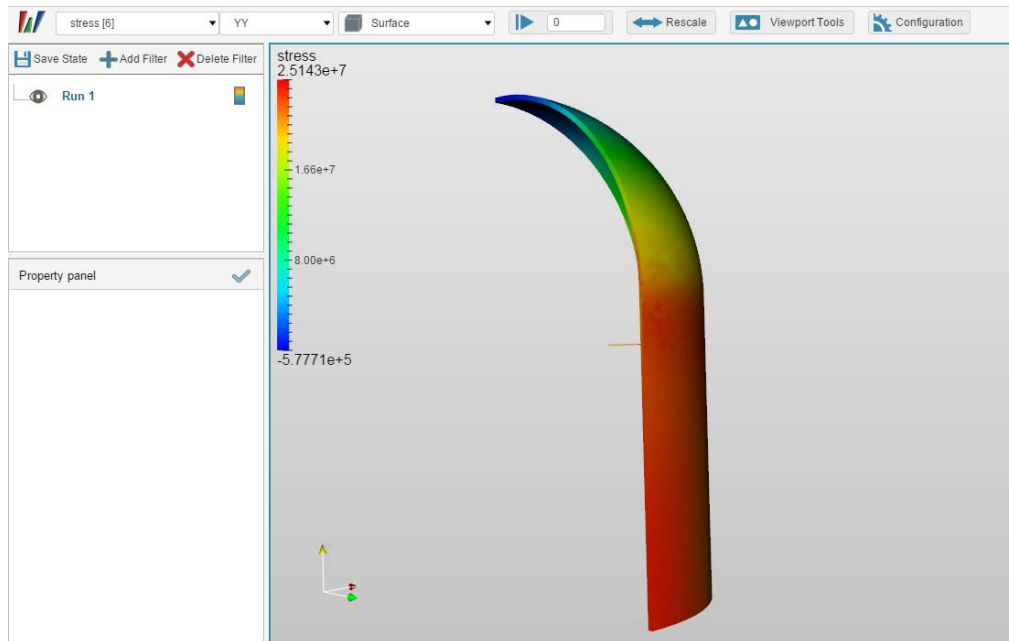 stress [6] YY Surface 0 Rescale Viewport Tools Configuration
Save State Add Filter Delete Filter
Run 1
Property panel
stress
2.5143e+7
1.66e+7
8.00e+6
-5.7771e+5